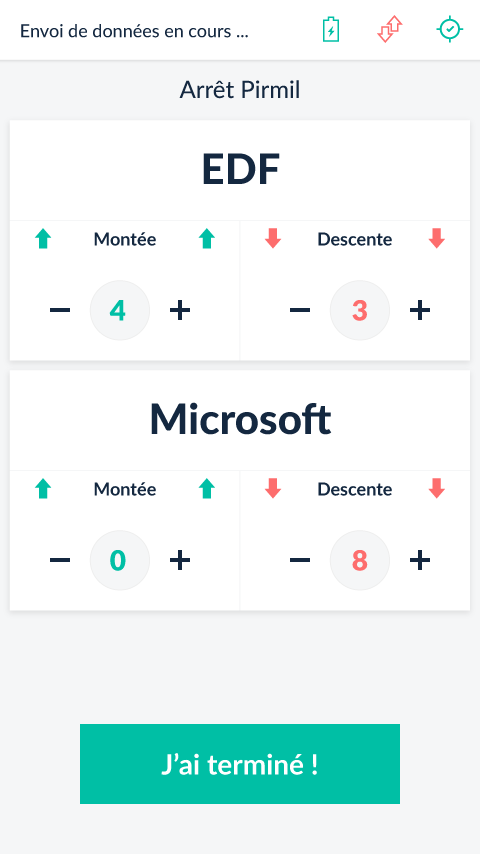 Envoi de données en cours ...
Arrêt Pirmil
EDF
Montée Descente
− 4 + − 3 +
Microsoft
Montée Descente
− 0 + − 8 +
J’ai terminé !